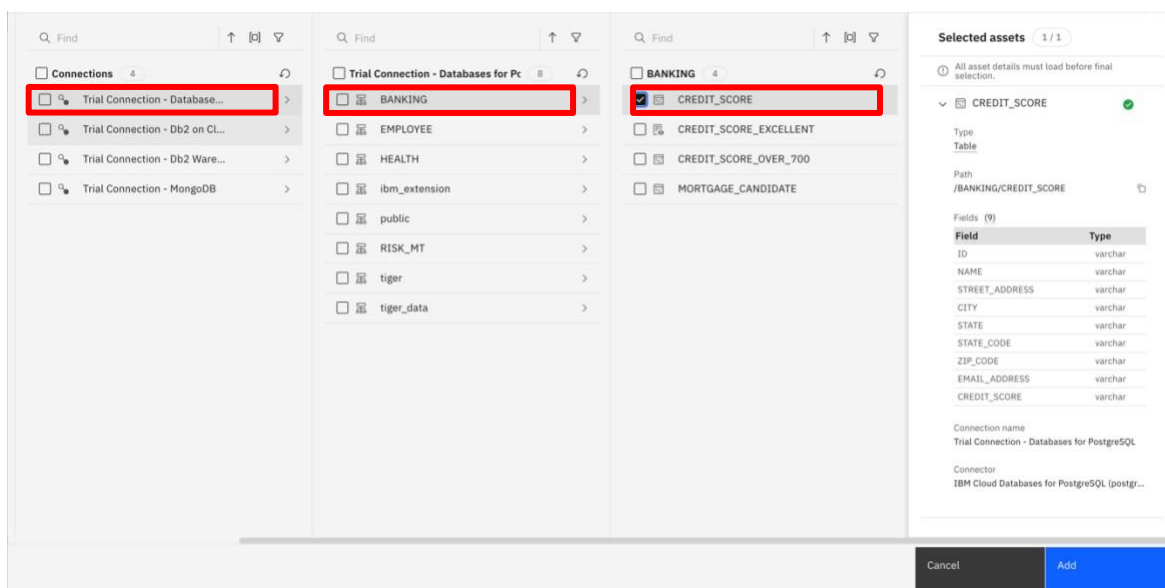 Find
Connections 4
Trial Connection - Database...
Trial Connection - Db2 on Cl...
Trial Connection - Db2 Ware...
Trial Connection - MongoDB
Find
Trial Connection - Databases for Pc 8
BANKING
EMPLOYEE
HEALTH
ibm_extension
public
RISK_MT
tiger
tiger_data
Find
BANKING 4
CREDIT_SCORE
CREDIT_SCORE_EXCELLENT
CREDIT_SCORE_OVER_700
MORTGAGE_CANDIDATE
Selected assets 1/1
All asset details must load before final
selection.
CREDIT_SCORE
Type
Table
Path
/BANKING/CREDIT_SCORE
Fields (9)
Field Type
ID varchar
NAME varchar
STREET_ADDRESS varchar
CITY varchar
STATE varchar
STATE_CODE varchar
ZIP_CODE varchar
EMAIL_ADDRESS varchar
CREDIT_SCORE varchar
Connection name
Trial Connection - Databases for PostgreSQL
Connector
IBM Cloud Databases for PostgreSQL (postgr...
Cancel
Add